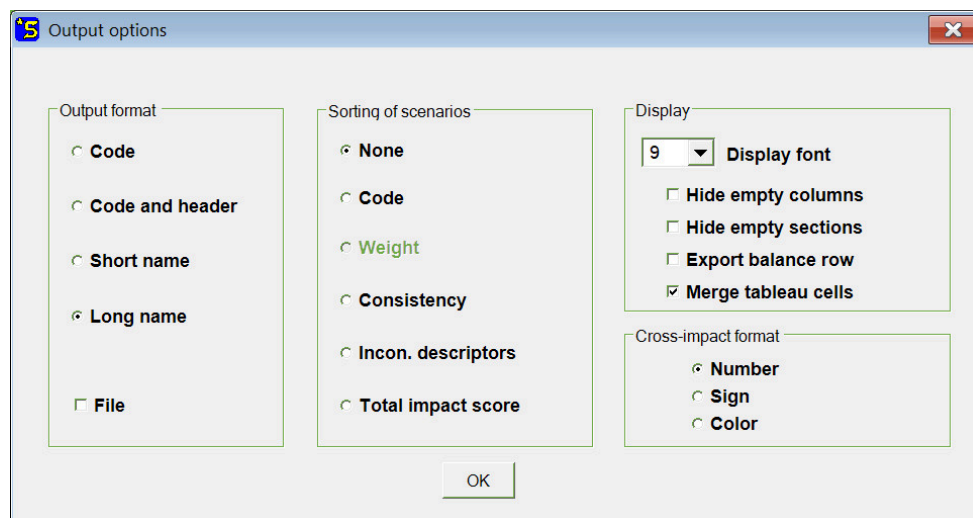 Output options
Output format
Code
Code and header
Short name
Long name
File
Sorting of scenarios
None
Code
Weight
Consistency
Incon. descriptors
Total impact score
Display
9 Display font
Hide empty columns
Hide empty sections
Export balance row
Merge tableau cells
Cross-impact format
Number
Sign
Color
OK